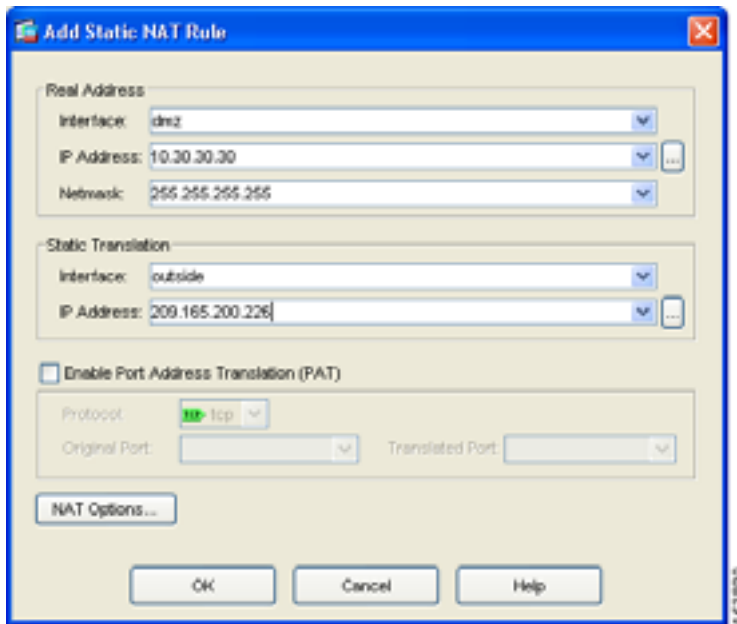 Add Static NAT Rule
Real Address
Interface: dmz
IP Address: 10.30.30.30 ...
Netmask: 255.255.255.255
Static Translation
Interface: outside
IP Address: 209.165.200.226 ...
Enable Port Address Translation (PAT)
Protocol: tcp
Original Port: Translated Port:
NAT Options...
OK Cancel Help